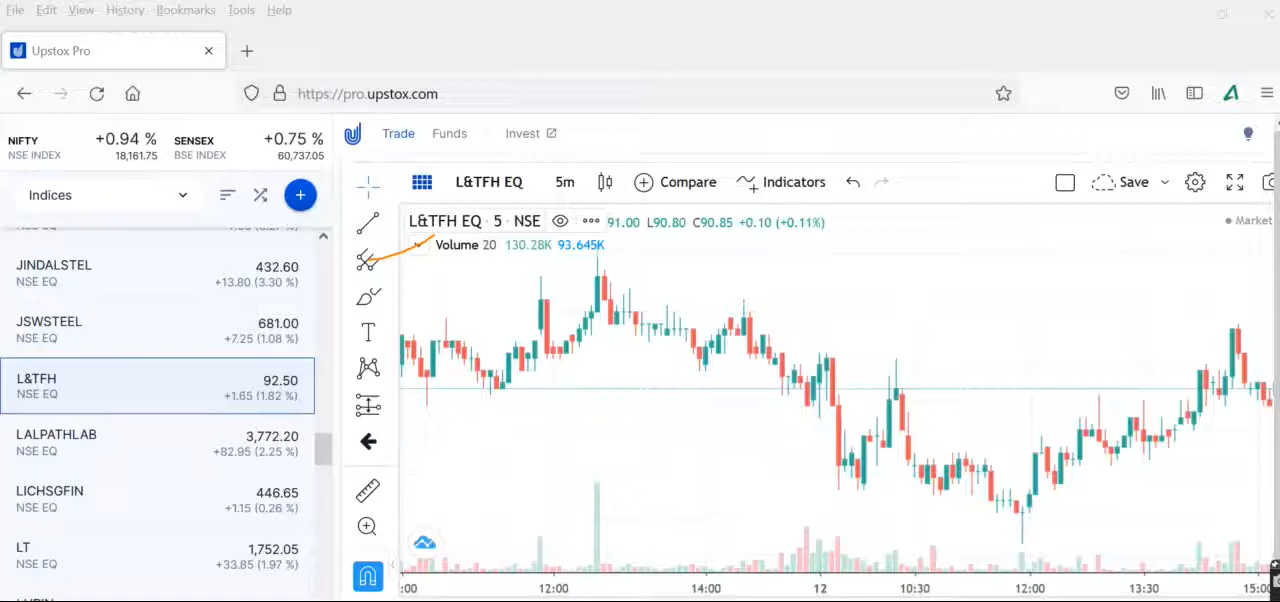 File Edit View History Bookmarks Tools Help
Upstox Pro
https://pro.upstox.com
NIFTY +0.94 % SENSEX +0.75 %
NSE INDEX 18,161.75 BSE INDEX 60,737.05
Trade Funds Invest
Indices
L&TFH EQ 5m Compare Indicators Save
L&TFH EQ · 5 · NSE 91.00 L90.80 C90.85 +0.10 (+0.11%) Market
Volume 20 130.28K 93.645K
JINDALSTEL 432.60
NSE EQ +13.80 (3.30 %)
JSWSTEEL 681.00
NSE EQ +7.25 (1.08 %)
L&TFH 92.50
NSE EQ +1.65 (1.82 %)
LALPATHLAB 3,772.20
NSE EQ +82.95 (2.25 %)
LICHSGFIN 446.65
NSE EQ +1.15 (0.26 %)
LT 1,752.05
NSE EQ +33.85 (1.97 %)
:00 12:00 14:00 12 10:30 12:00 13:30 15:00